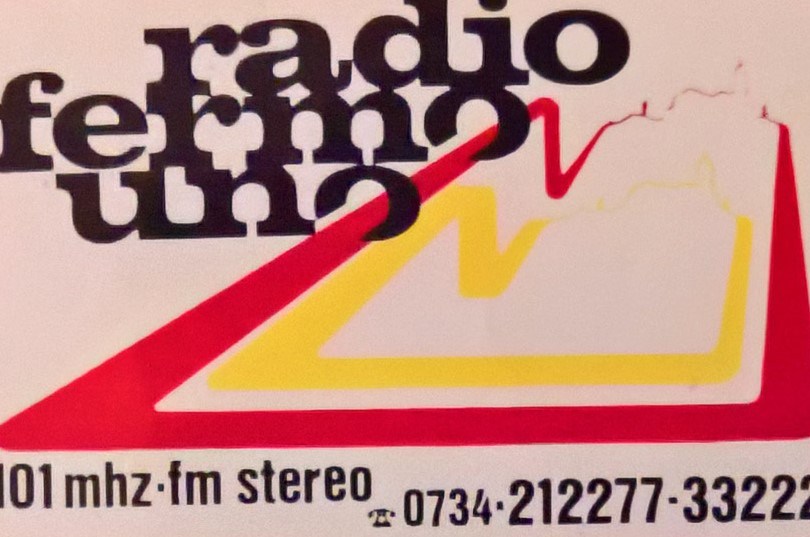 radio
fermo
uno
101 mhz·fm stereo
☎ 0734·212277-33222